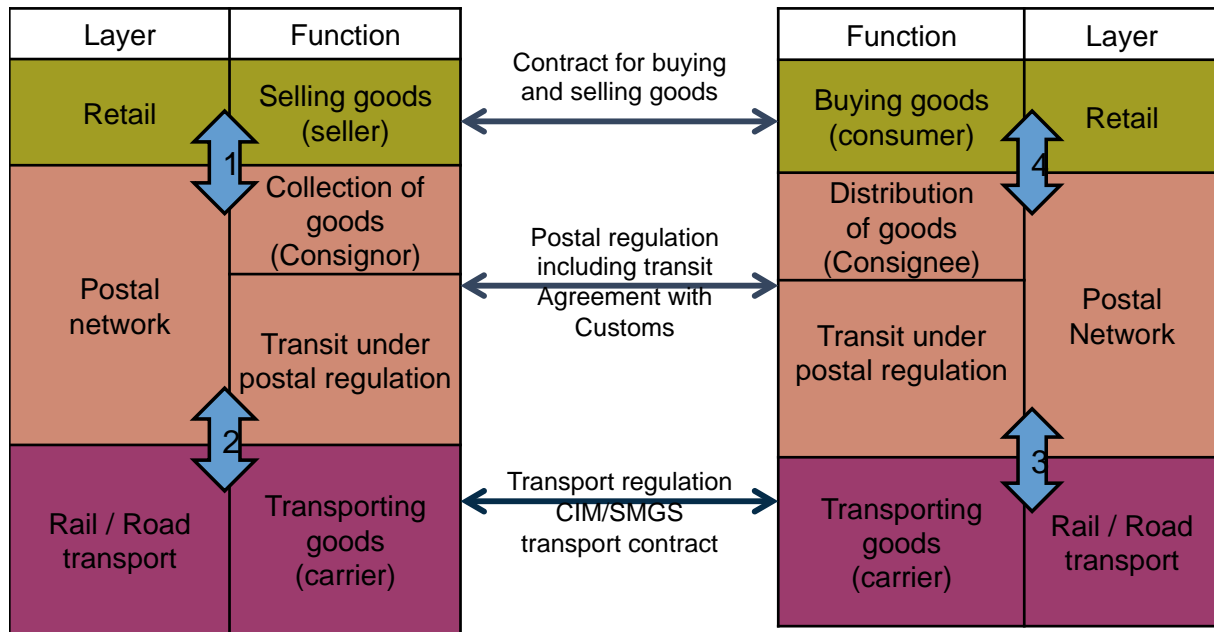 Layer
Function
Retail
Selling goods
(seller)
1
Collection of
goods
(Consignor)
Postal
network
Transit under
postal regulation
2
Rail / Road
transport
Transporting
goods
(carrier)
Contract for buying
and selling goods
Postal regulation
including transit
Agreement with
Customs
Transport regulation
CIM/SMGS
transport contract
Function
Layer
Buying goods
(consumer)
Retail
4
Distribution
of goods
(Consignee)
Postal
Network
Transit under
postal regulation
3
Transporting
goods
(carrier)
Rail / Road
transport